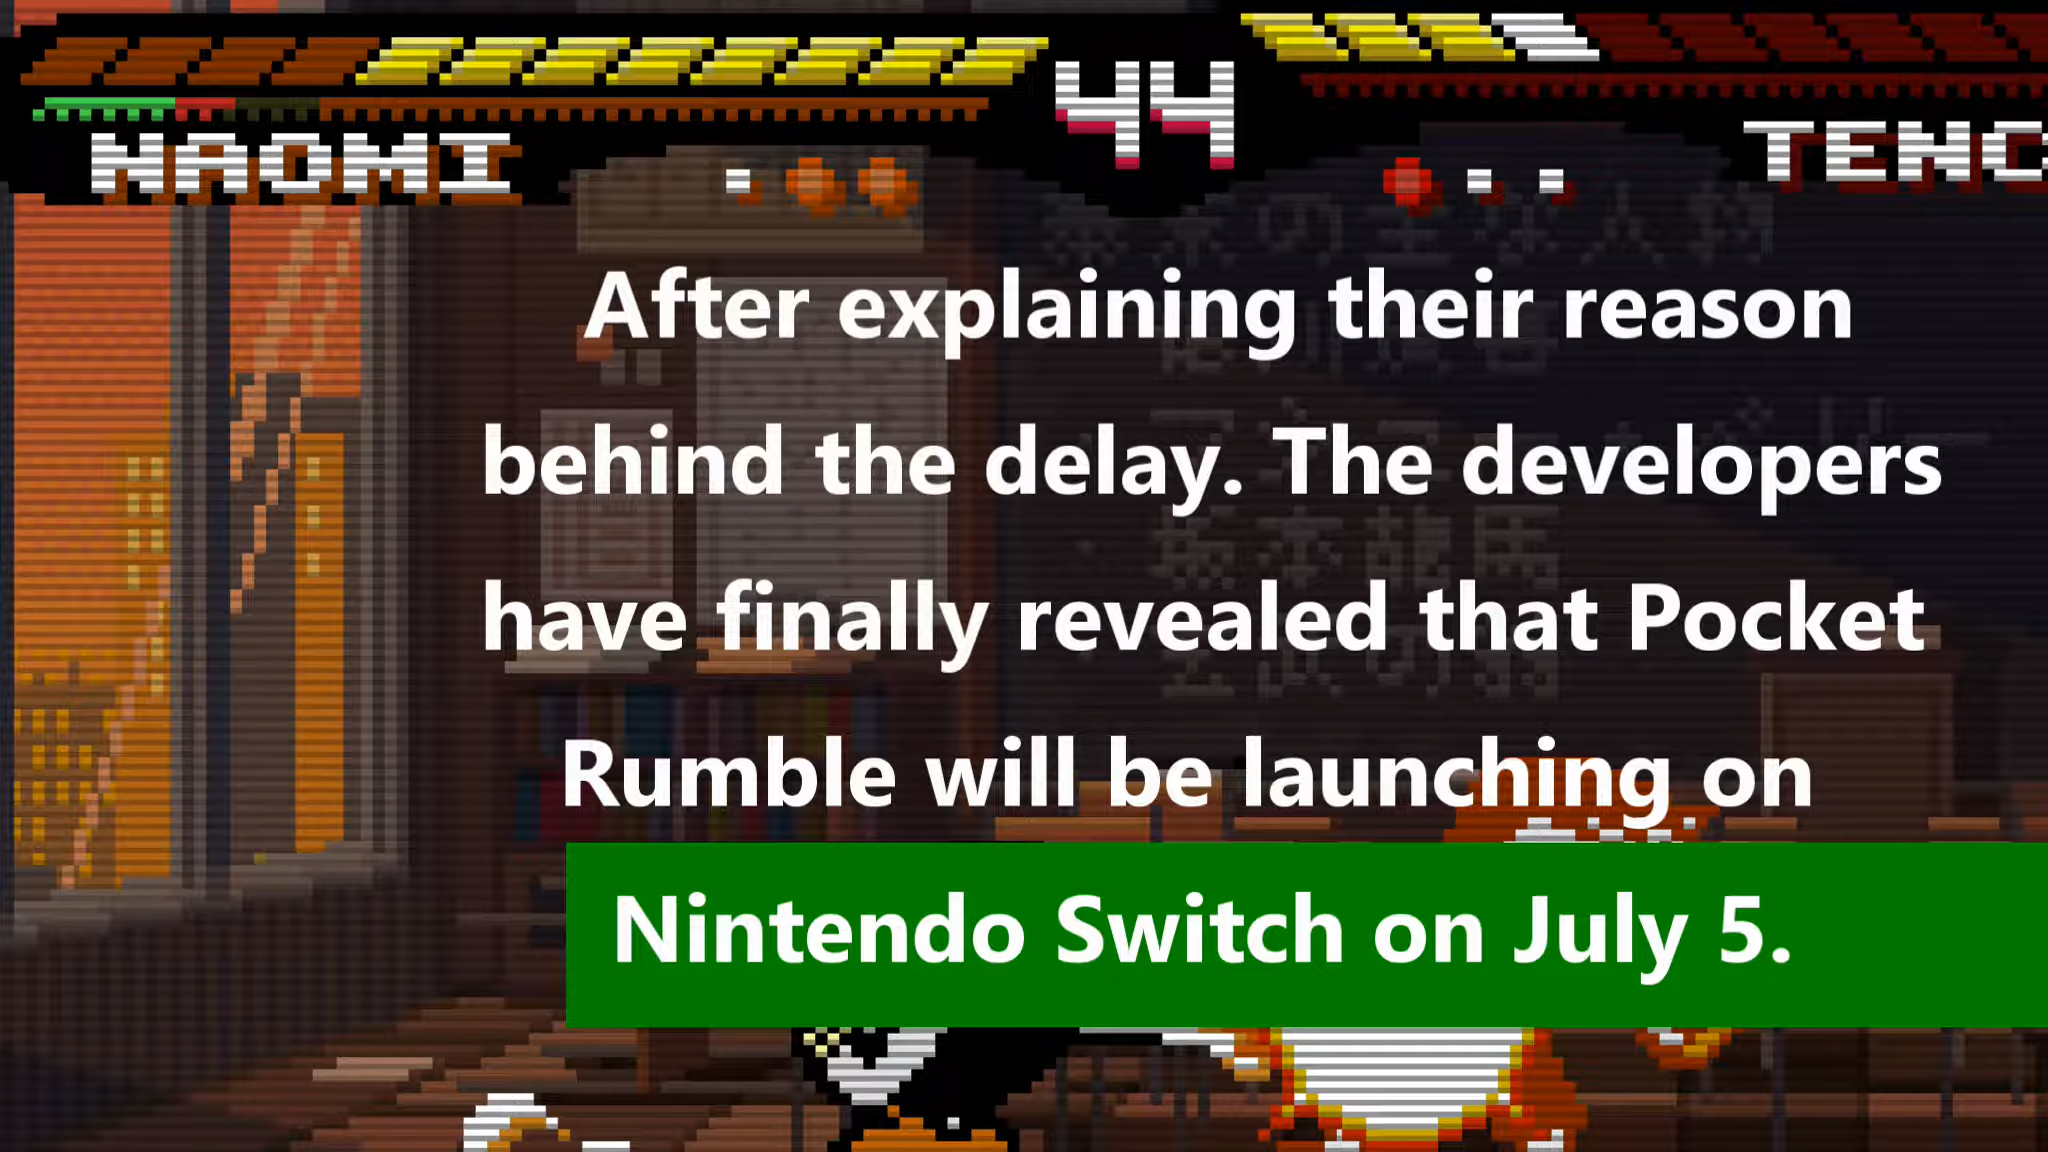 44
NAOMI
TENC
After explaining their reason
behind the delay. The developers
have finally revealed that Pocket
Rumble will be launching on
Nintendo Switch on July 5.